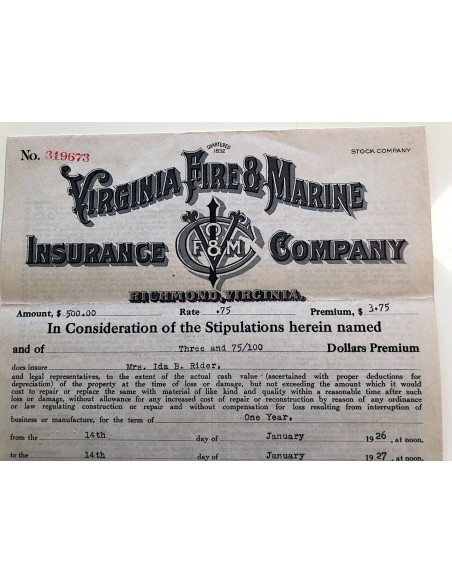 No. 319673
CHARTERED
1832
STOCK COMPANY
VIRGINIA FIRE & MARINE
INSURANCE COMPANY
VF&M Co
RICHMOND, VIRGINIA.
Amount, $ 500.00 Rate .75 Premium, $ 3.75
In Consideration of the Stipulations herein named
and of Three and 75/100 Dollars Premium
does insure Mrs. Ida B. Rider,
and legal representatives, to the extent of the actual cash value (ascertained with proper deductions for
depreciation) of the property at the time of loss or damage, but not exceeding the amount which it would
cost to repair or replace the same with material of like kind and quality within a reasonable time after such
loss or damage, without allowance for any increased cost of repair or reconstruction by reason of any ordinance
or law regulating construction or repair and without compensation for loss resulting from interruption of
business or manufacture, for the term of One Year,
from the 14th day of January 1926, at noon,
to the 14th day of January 1927, at noon,